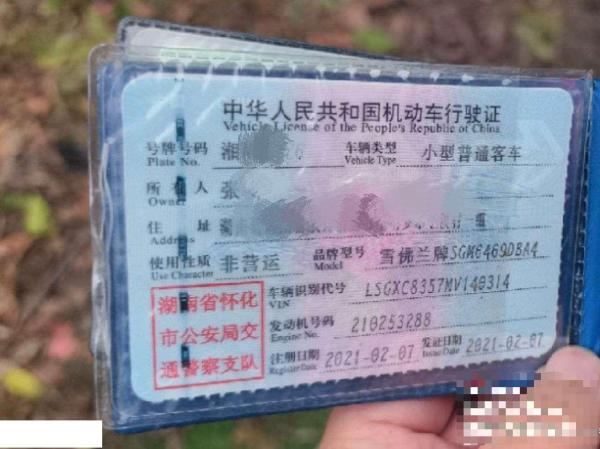 中华人民共和国机动车行驶证
Vehicle License of the People's Republic of China
号牌号码 湘 6 车辆类型 小型普通客车
Plate No. Vehicle Type
所有人 张
Owner
住 址 一组
Address
使用性质 非营运 品牌型号 雪佛兰牌SGM6469DBA4
Use Character Model
湖南省怀化
市公安局交
通警察支队
车辆识别代号 LSGXC8357MV140314
VIN
发动机号码 210253288
Engine No.
注册日期 2021-02-07 发证日期 2021-02-07
Register Date Issue Date